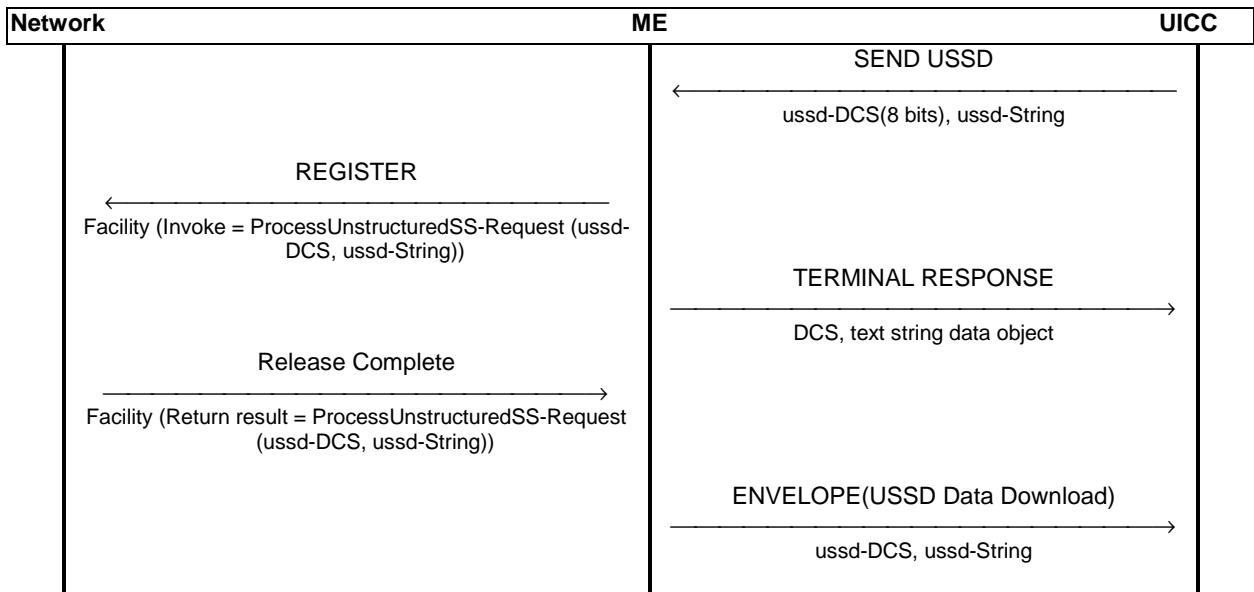 Network ME UICC
SEND USSD
ussd-DCS(8 bits), ussd-String
REGISTER
Facility (Invoke = ProcessUnstructuredSS-Request (ussd-
DCS, ussd-String))
TERMINAL RESPONSE
DCS, text string data object
Release Complete
Facility (Return result = ProcessUnstructuredSS-Request
(ussd-DCS, ussd-String))
ENVELOPE(USSD Data Download)
ussd-DCS, ussd-String